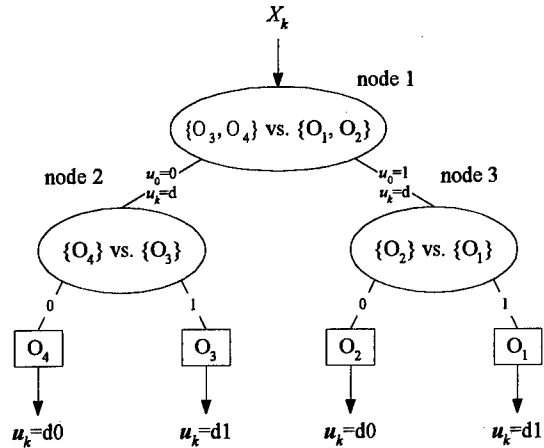 X_k
node 1
{O_3, O_4} vs. {O_1, O_2}
node 2
u_0=0
u_k=d
u_0=1
u_k=d
node 3
{O_4} vs. {O_3}
{O_2} vs. {O_1}
0
1
0
1
O_4
O_3
O_2
O_1
u_k=d0
u_k=d1
u_k=d0
u_k=d1